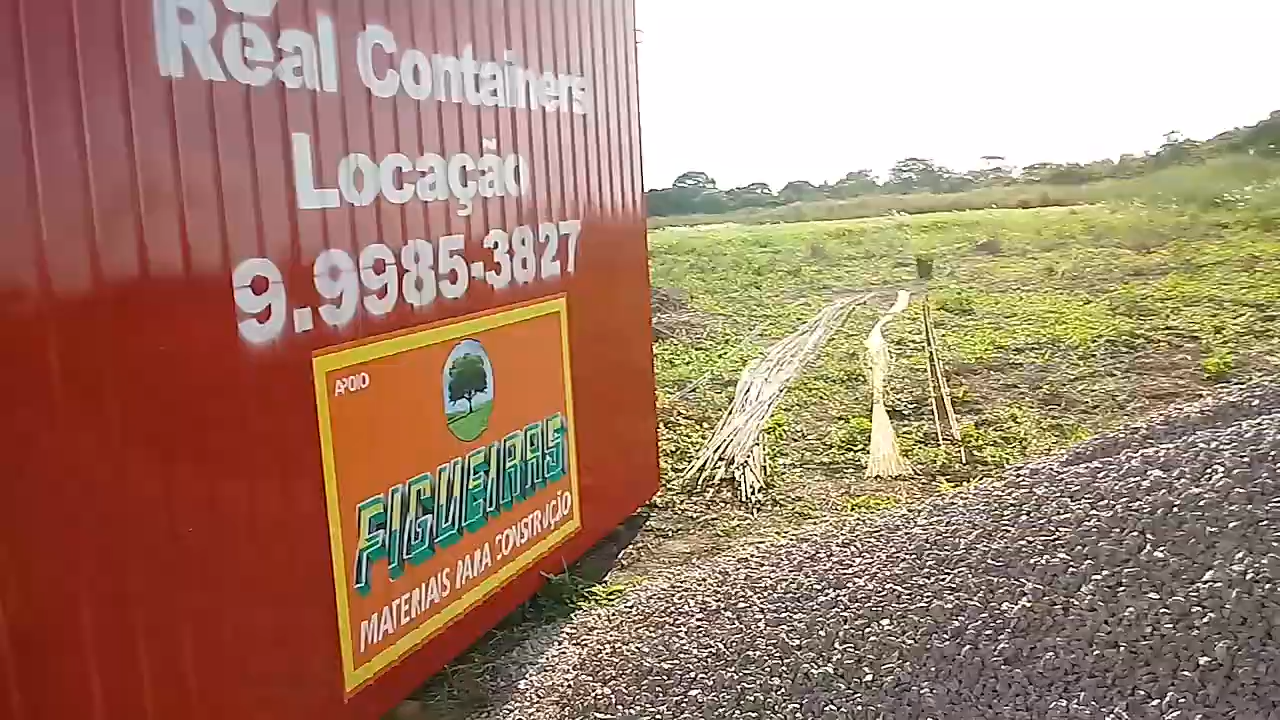 Real Containers
Locação
9.9985-3827
APOIO
FIGUEIRAS
MATERIAIS PARA CONSTRUÇÃO